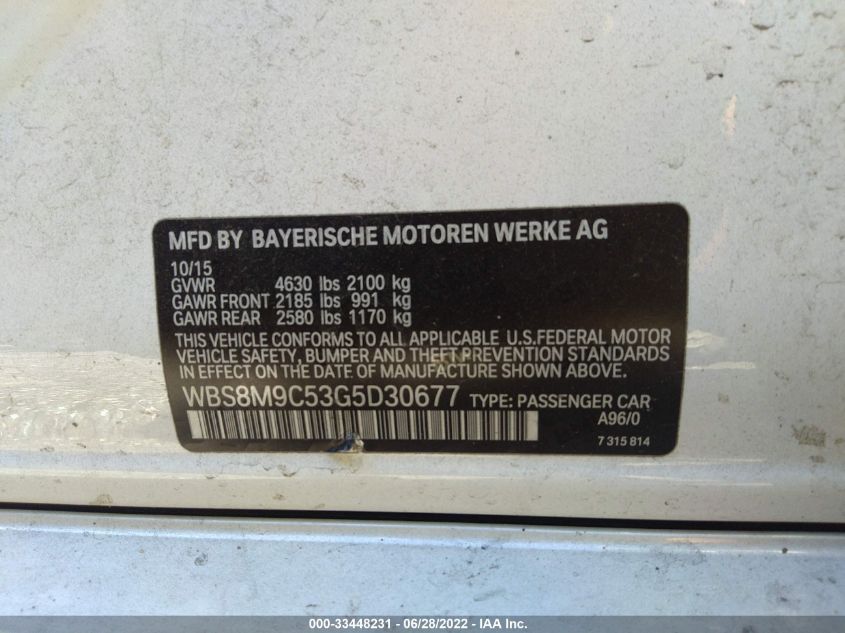 MFD BY BAYERISCHE MOTOREN WERKE AG
10/15
GVWR 4630 lbs 2100 kg
GAWR FRONT 2185 lbs 991 kg
GAWR REAR 2580 lbs 1170 kg
THIS VEHICLE CONFORMS TO ALL APPLICABLE U.S.FEDERAL MOTOR
VEHICLE SAFETY, BUMPER AND THEFT PREVENTION STANDARDS
IN EFFECT ON THE DATE OF MANUFACTURE SHOWN ABOVE.
WBS8M9C53G5D30677 TYPE: PASSENGER CAR
A96/0
7 315 814
000-33448231 - 06/28/2022 - IAA Inc.